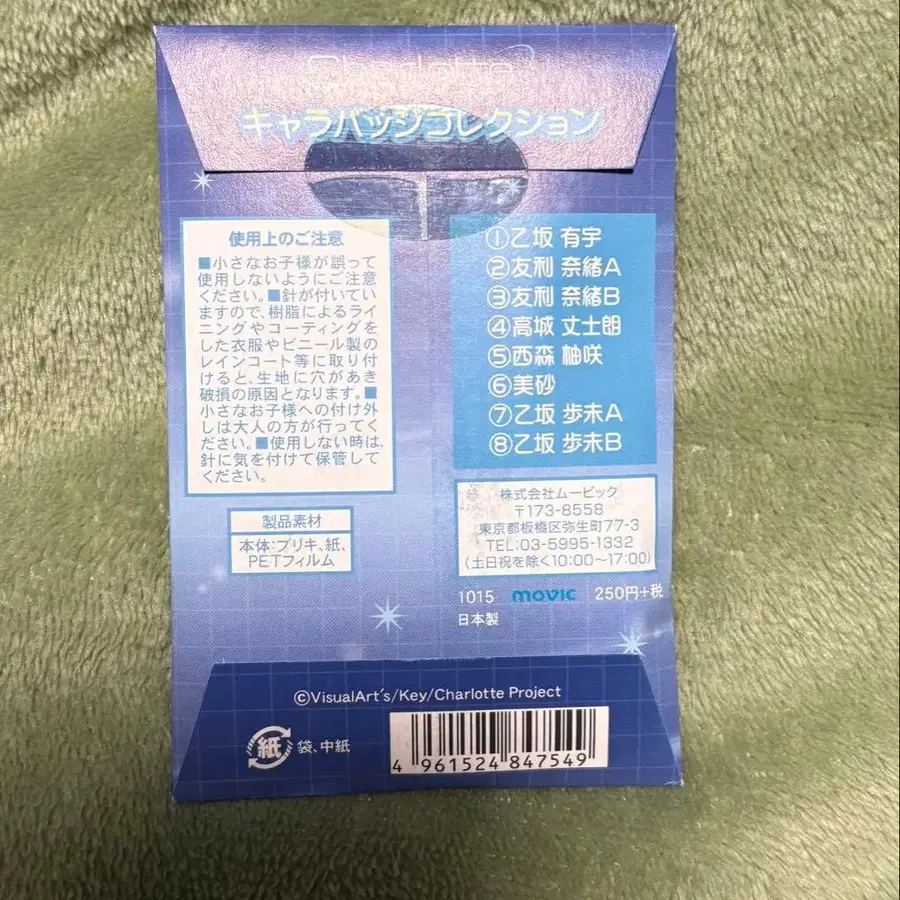 Charlotte
キャラバッジコレクション
使用上のご注意
■小さなお子様が誤って
使用しないようにご注意
ください。■針が付いてい
ますので、樹脂によるライ
ニングやコーティングを
した衣服やビニール製の
レインコート等に取り付
けると、生地に穴があき
破損の原因となります。■
小さなお子様への付け外
しは大人の方が行ってく
ださい。■使用しない時は、
針に気を付けて保管して
ください。
製品素材
本体:ブリキ、紙、
PETフィルム
①乙坂 有宇
②友利 奈緒A
③友利 奈緒B
④高城 丈士朗
⑤西森 柚咲
⑥美砂
⑦乙坂 歩未A
⑧乙坂 歩未B
株式会社ムービック
〒173-8558
東京都板橋区弥生町77-3
TEL:03-5995-1332
(土日祝を除く10:00〜17:00)
1015 movic 250円+税
日本製
©VisualArt's/Key/Charlotte Project
紙 袋、中紙
4 961524 847549